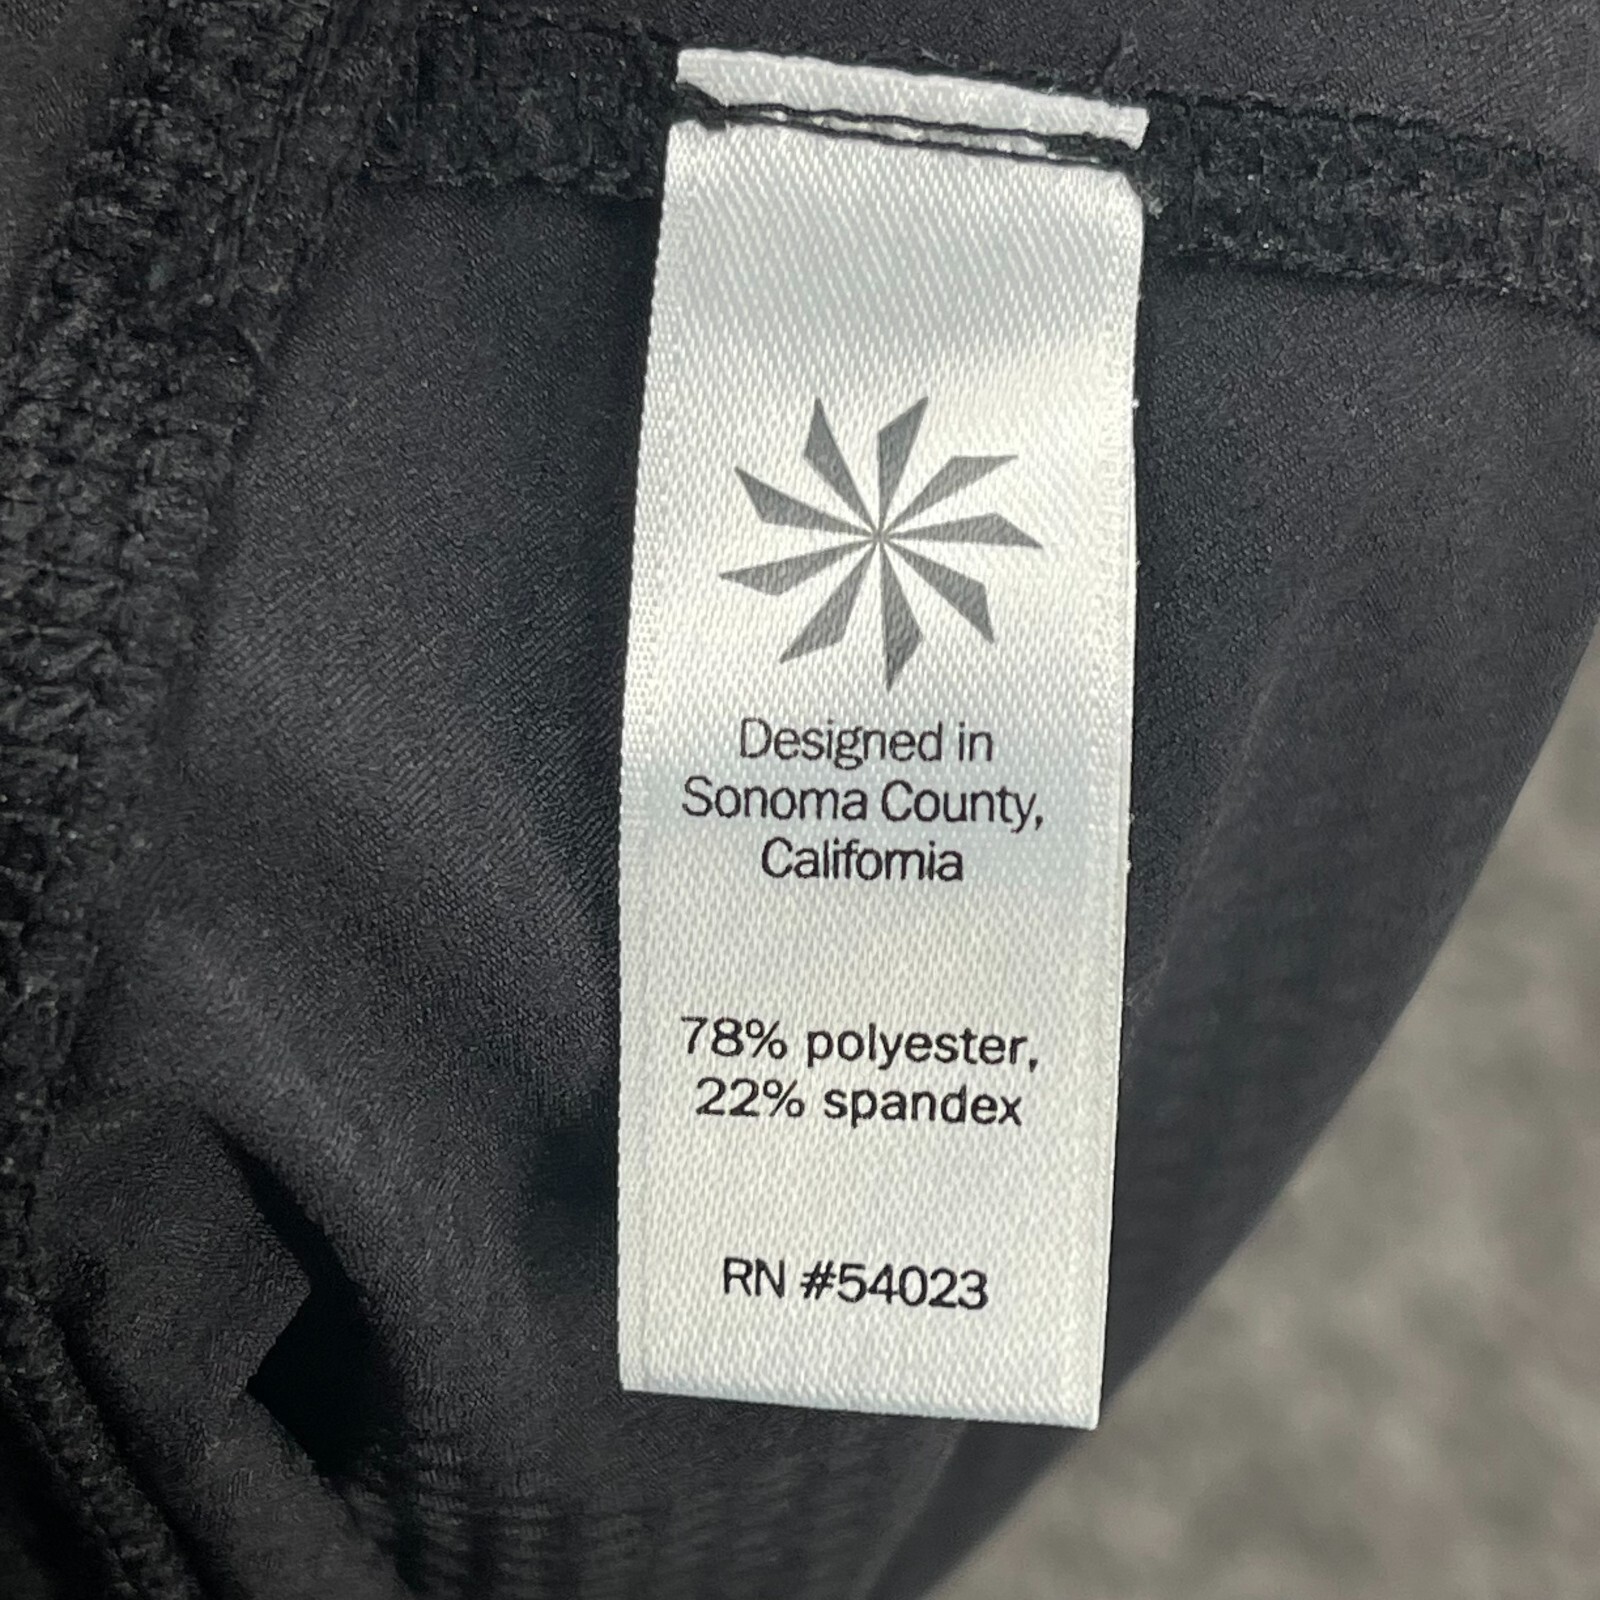 Designed in
Sonoma County,
California
78% polyester,
22% spandex
RN #54023